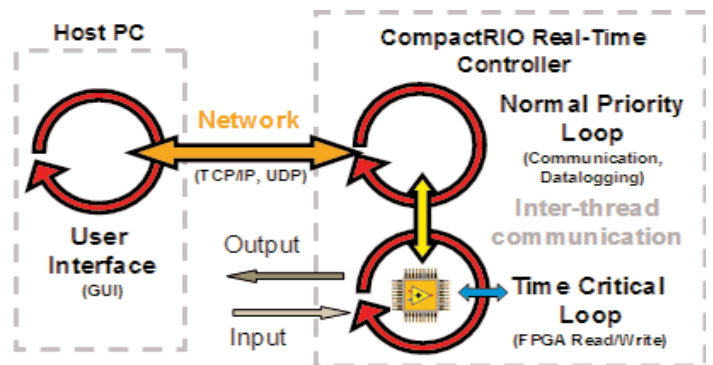 Host PC
CompactRIO Real-Time
Controller
Network
(TCP/IP, UDP)
Normal Priority
Loop
(Communication,
Datalogging)
Inter-thread
communication
User
Interface
(GUI)
Output
Input
Time Critical
Loop
(FPGA Read/Write)